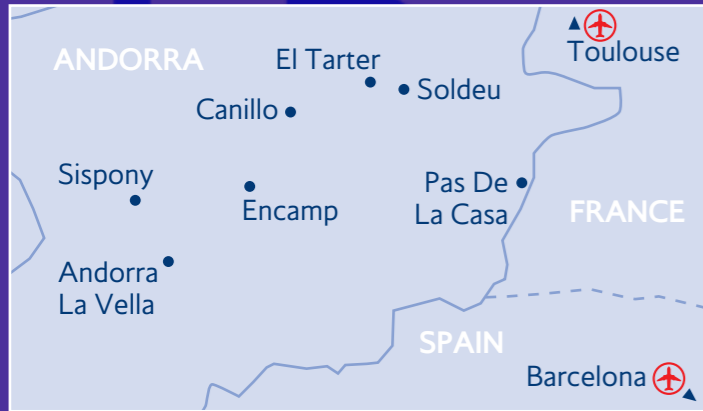 ANDORRA
El Tarter
Toulouse
Soldeu
Canillo
Sispony
Encamp
Pas De
La Casa
FRANCE
Andorra
La Vella
SPAIN
Barcelona